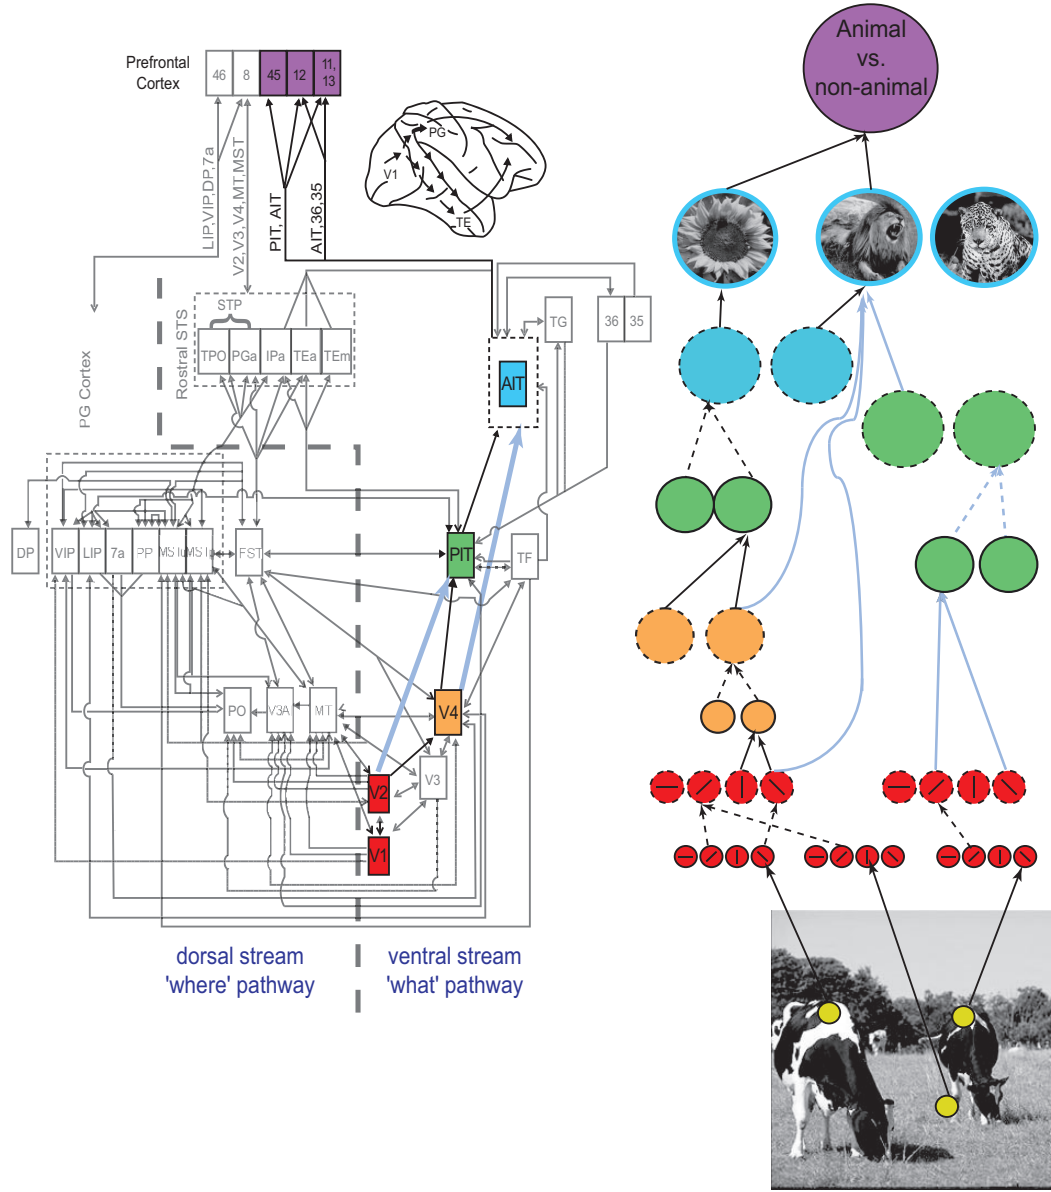 Prefrontal
Cortex
46
8
45
12
11,
13
Animal
vs.
non-animal
PG
V1
TE
LIP,VIP,DP,7a
V2,V3,V4,MT,MST
PIT, AIT
AIT,36,35
PG Cortex
Rostral STS
STP
TPO
PGa
IPa
TEa
TEm
TG
36
35
AIT
DP
VIP
LIP
7a
PP
FST
PIT
TF
PO
V3A
MT
V4
V3
V2
V1
dorsal stream
'where' pathway
ventral stream
'what' pathway